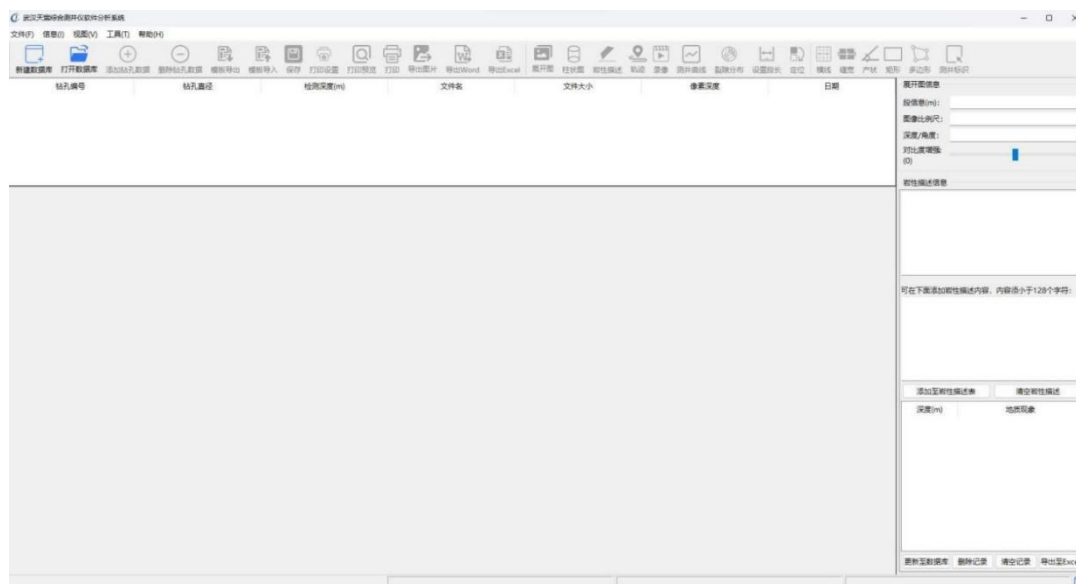 武汉天宸综合测井仪软件分析系统
文件(F) 信息(I) 视图(V) 工具(T) 帮助(H)
新建数据库 打开数据库 添加钻孔数据 删除钻孔数据 模板导出 模板导入 保存 打印设置 打印预览 打印 导出图片 导出Word 导出Excel 展开图 柱状图 岩性描述 轨迹 录像 测井曲线 裂隙分布 设置段长 定位 横线 缝宽 产状 矩形 多边形 测井标识
钻孔编号 钻孔直径 检测深度(m) 文件名 文件大小 像素深度 日期
展开图信息
段信息(m):
图像比例尺:
深度/角度:
对比度增强:
(0)
岩性描述信息
可在下面添加岩性描述内容，内容须小于128个字符:
添加至岩性描述表 清空岩性描述
深度(m) 地质现象
更新至数据库 删除记录 清空记录 导出至Exce